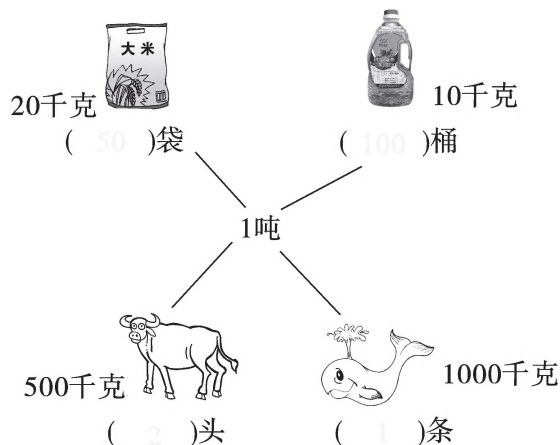 大米
20千克
10千克
( 50 )袋
( 100 )桶
1吨
500千克
1000千克
( 2 )头
( 1 )条